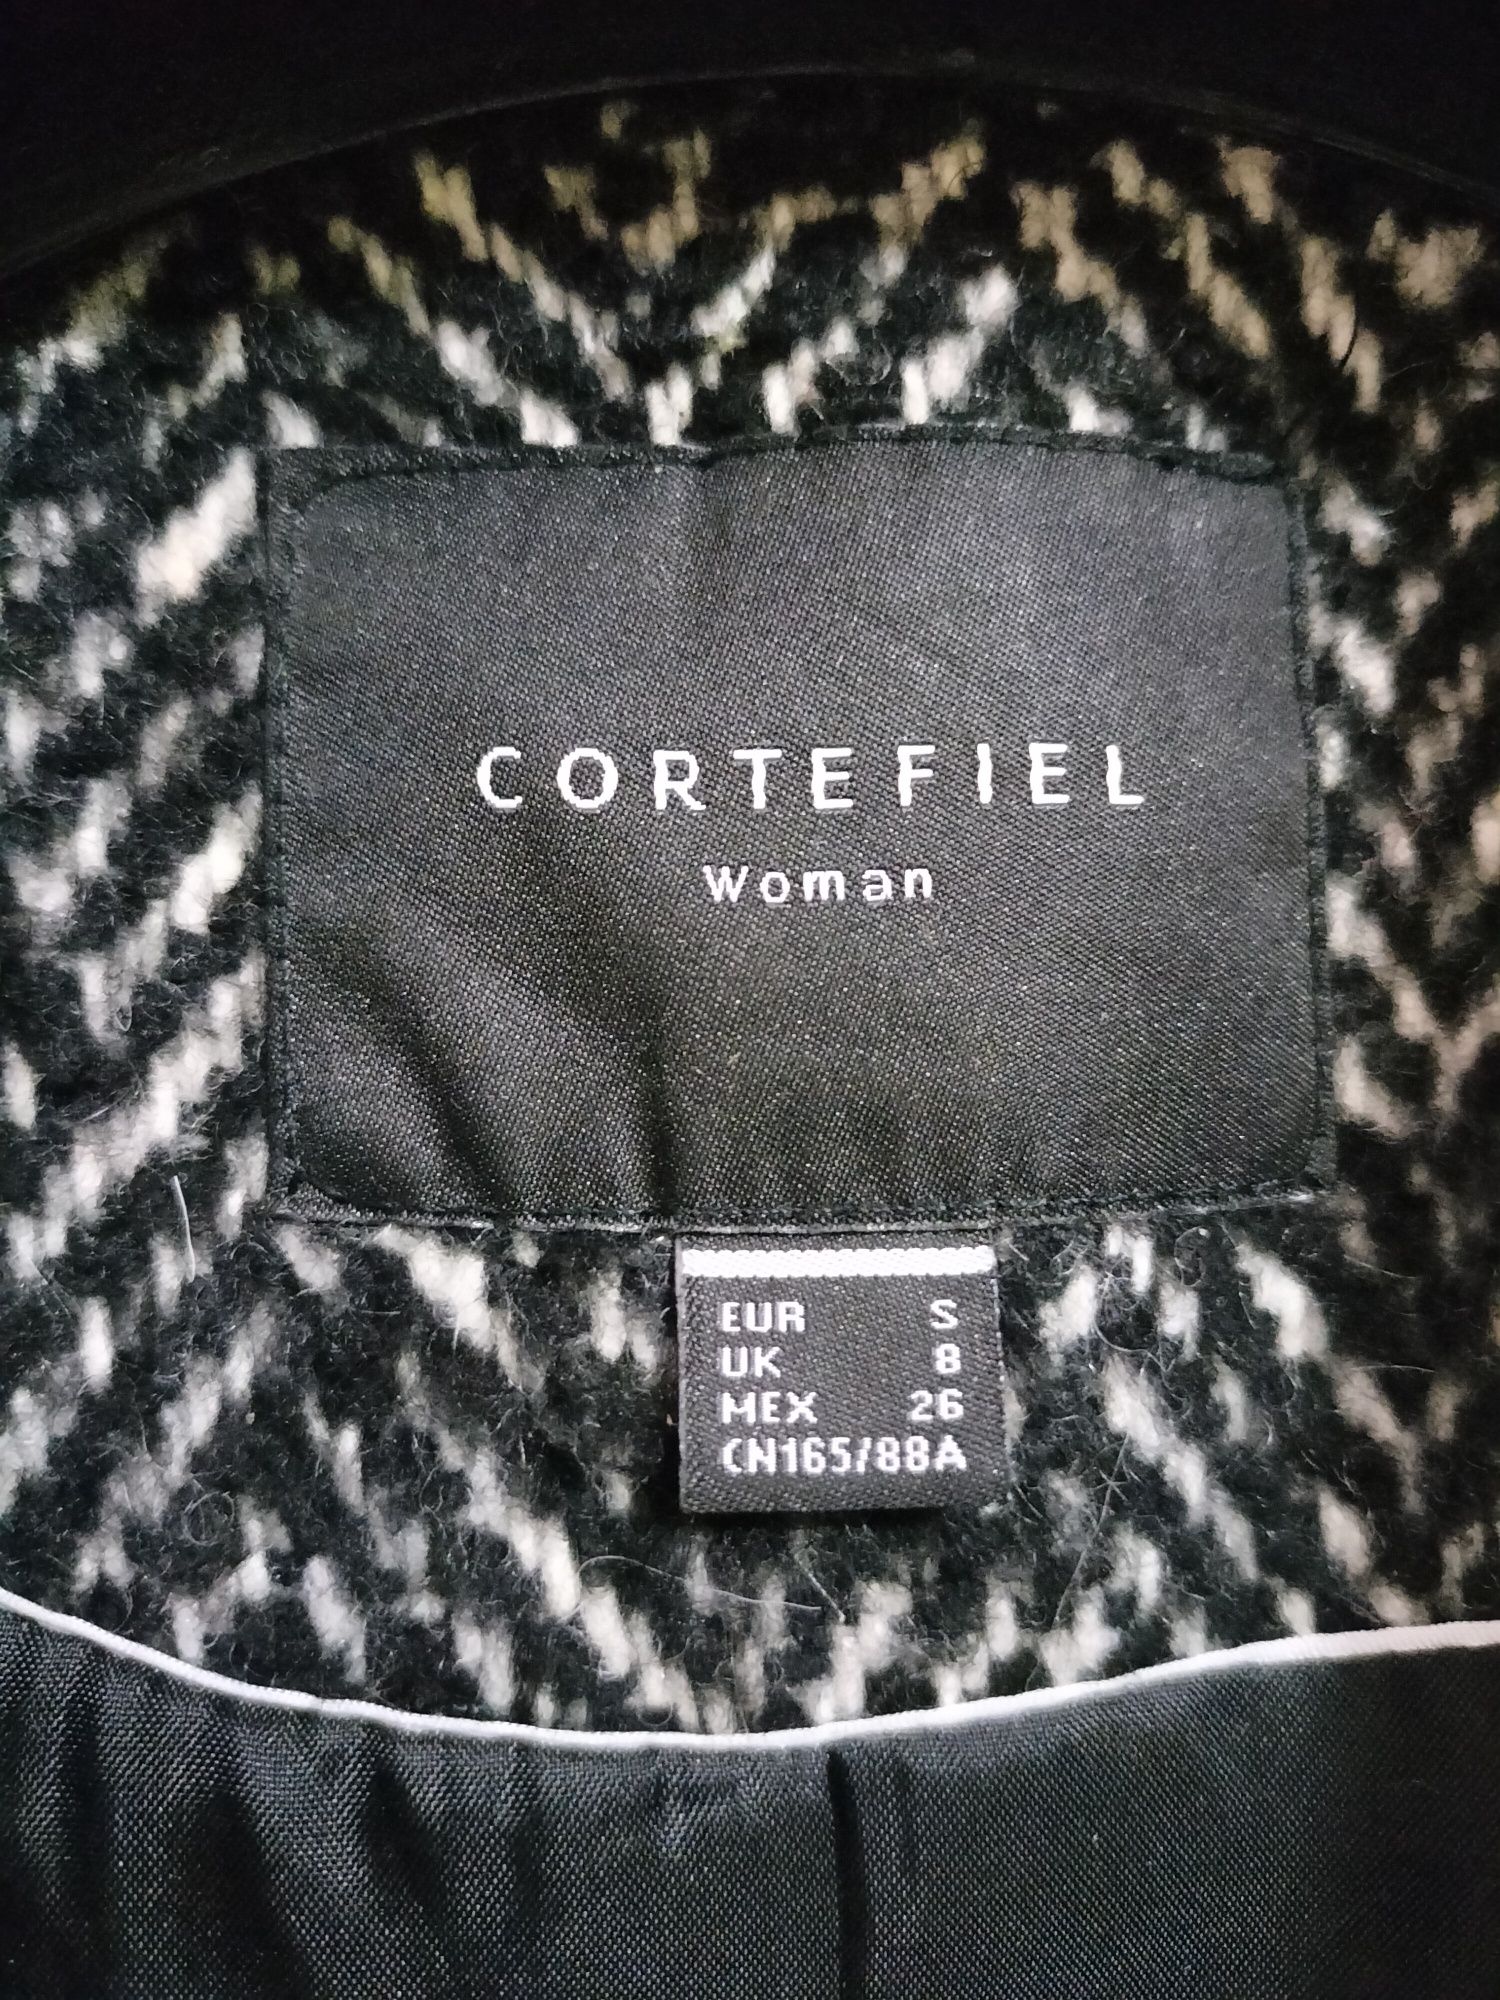 CORTEFIEL
Woman
EUR S
UK 8
MEX 26
CN165/88A